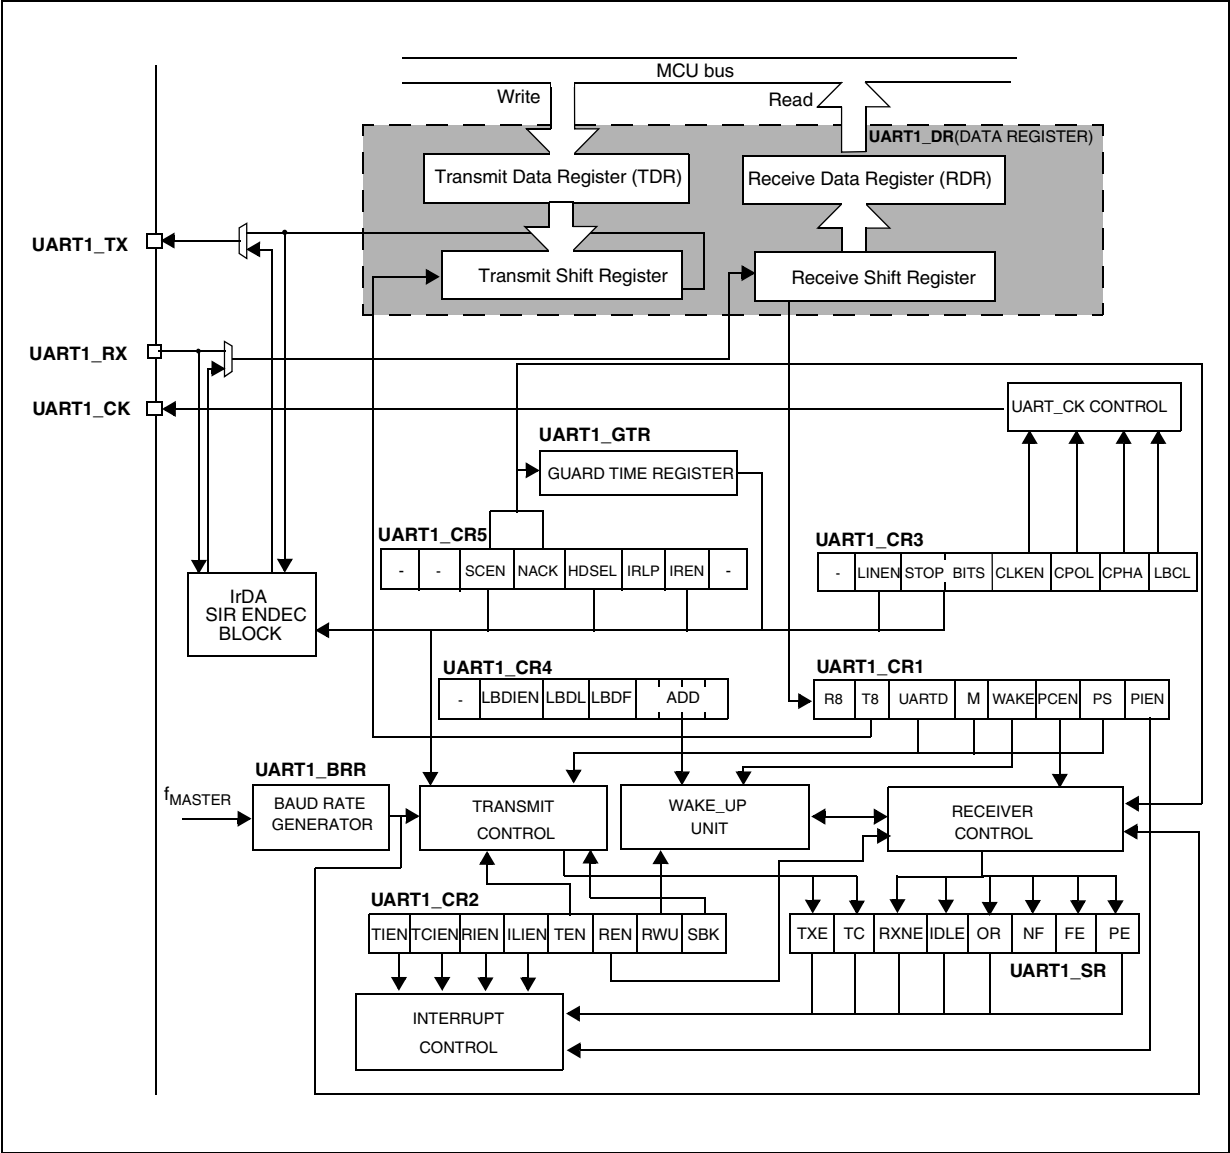 MCU bus
Write
Read
UART1_DR(DATA REGISTER)
Transmit Data Register (TDR)
Receive Data Register (RDR)
UART1_TX
Transmit Shift Register
Receive Shift Register
UART1_RX
UART1_CK
UART_CK CONTROL
UART1_GTR
GUARD TIME REGISTER
UART1_CR5
- - SCEN NACK HDSEL IRLP IREN -
UART1_CR3
- LINEN STOP BITS CLKEN CPOL CPHA LBCL
IrDA
SIR ENDEC
BLOCK
UART1_CR4
- LBDIEN LBDL LBDF ADD
UART1_CR1
R8 T8 UARTD M WAKE PCEN PS PIEN
UART1_BRR
fMASTER
BAUD RATE
GENERATOR
TRANSMIT
CONTROL
WAKE_UP
UNIT
RECEIVER
CONTROL
UART1_CR2
TIEN TCIEN RIEN ILIEN TEN REN RWU SBK
TXE TC RXNE IDLE OR NF FE PE
UART1_SR
INTERRUPT
CONTROL